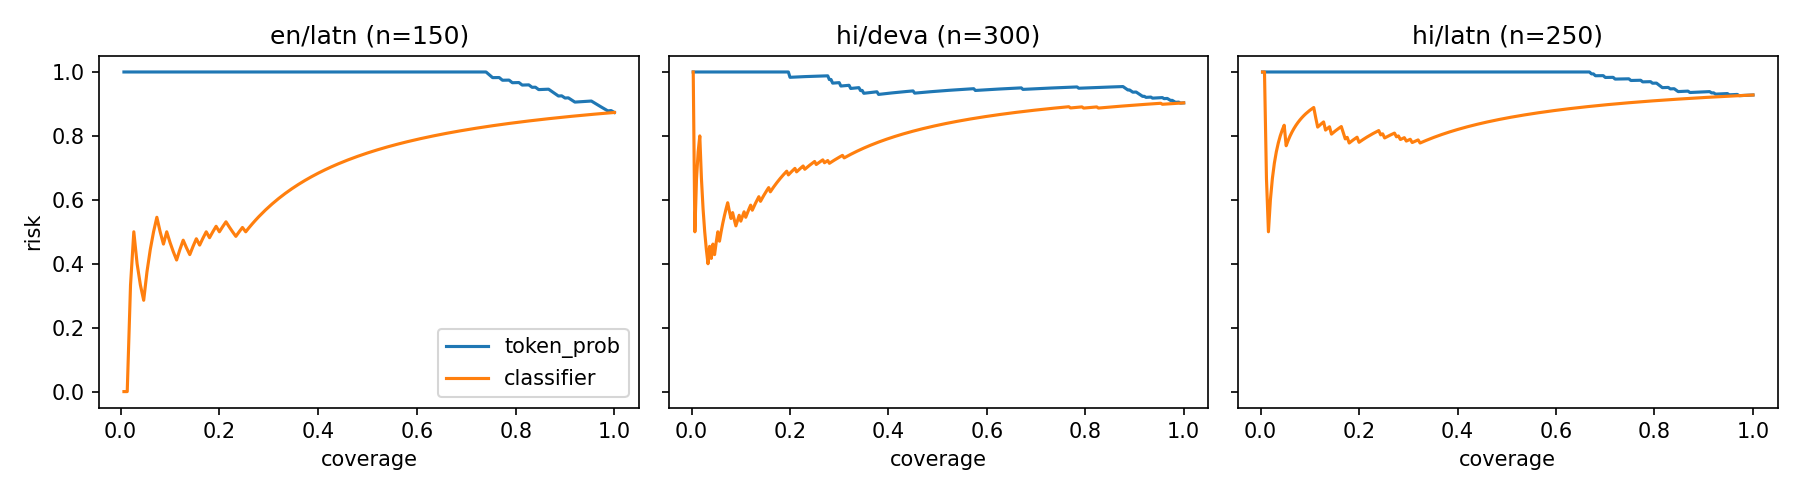 en/latn (n=150)
hi/deva (n=300)
hi/latn (n=250)
risk
1.0
0.8
0.6
0.4
0.2
0.0
token_prob
classifier
0.0 0.2 0.4 0.6 0.8 1.0
coverage
0.0 0.2 0.4 0.6 0.8 1.0
coverage
0.0 0.2 0.4 0.6 0.8 1.0
coverage